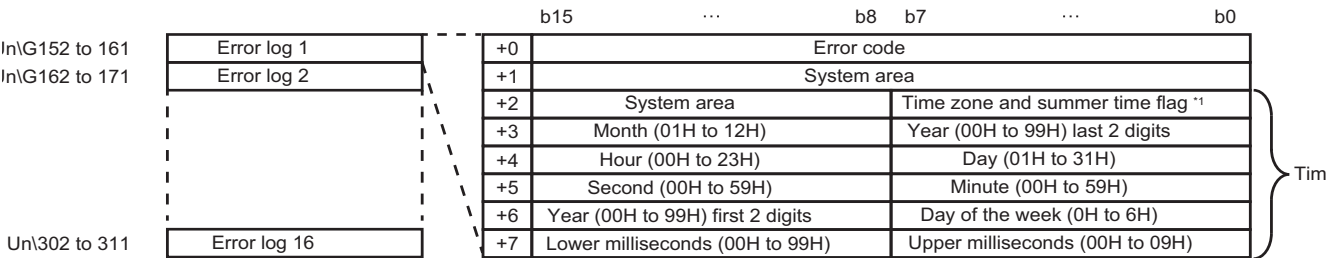 b15 ... b8 b7 ... b0
Un\G152 to 161 Error log 1 +0 Error code
Un\G162 to 171 Error log 2 +1 System area
+2 System area Time zone and summer time flag *1
+3 Month (01H to 12H) Year (00H to 99H) last 2 digits
+4 Hour (00H to 23H) Day (01H to 31H)
Tim
+5 Second (00H to 59H) Minute (00H to 59H)
+6 Year (00H to 99H) first 2 digits Day of the week (0H to 6H)
Un\302 to 311 Error log 16 +7 Lower milliseconds (00H to 99H) Upper milliseconds (00H to 09H)